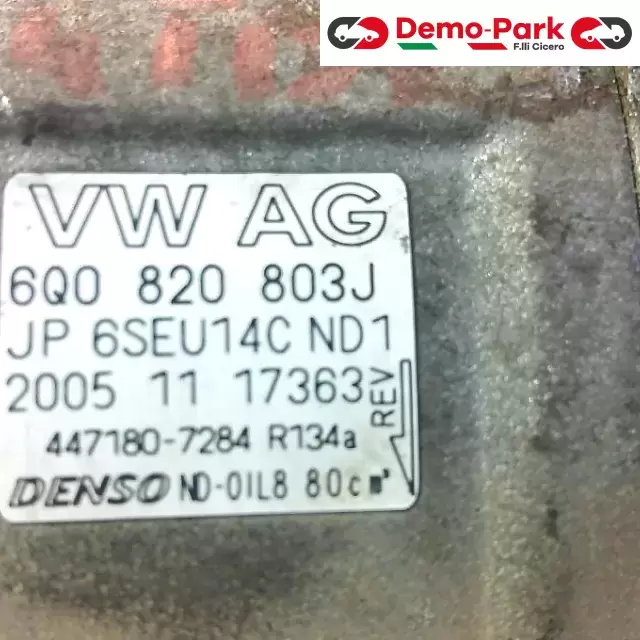 Demo-Park
F.lli Cicero
VW AG
6Q0 820 803J
JP 6SEU14C ND1
2005 11 17363
REV
447180-7284 R134a
DENSO ND-OIL8 80c㎥